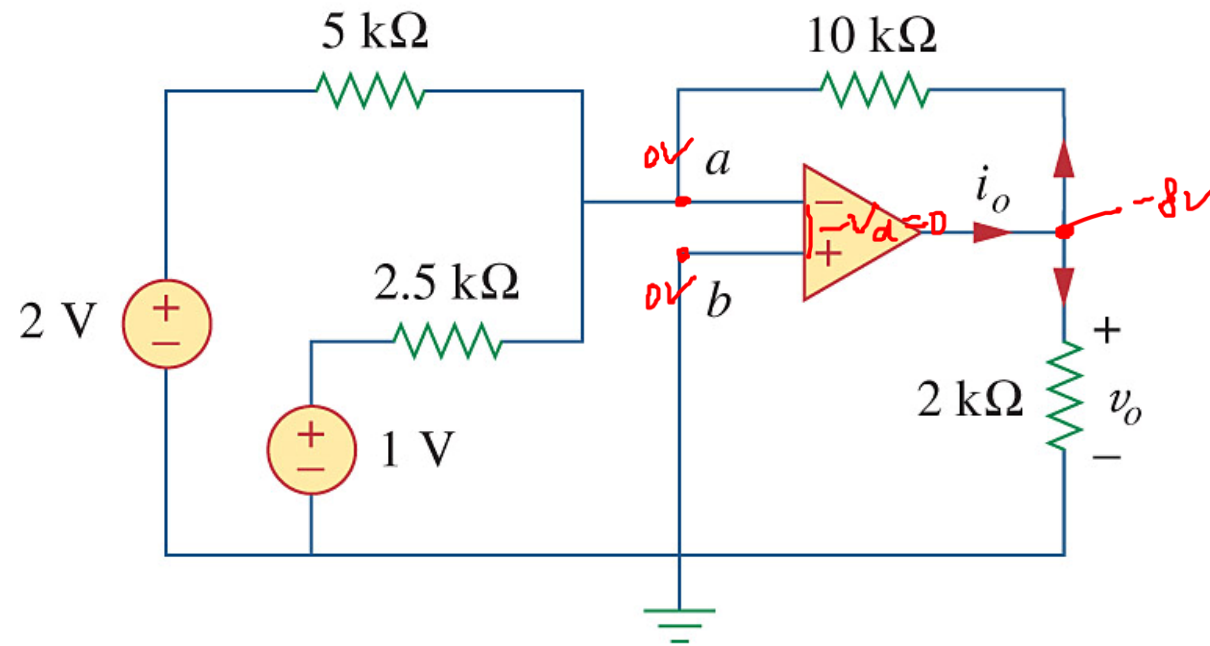 5 kΩ
10 kΩ
0V a
i_o
-8V
− -V_d=0
+
2.5 kΩ
0V b
2 V + −
+
2 kΩ v_o
−
+ − 1 V